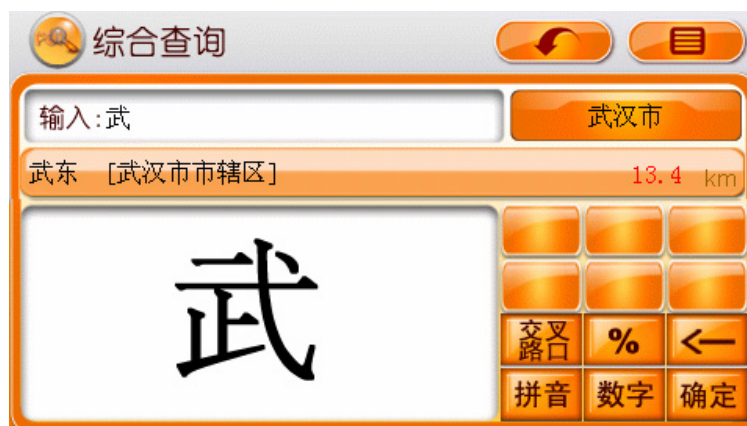 综合查询
输入:武
武汉市
武东 [武汉市市辖区] 13.4 km
武
交叉路口 % ←
拼音 数字 确定